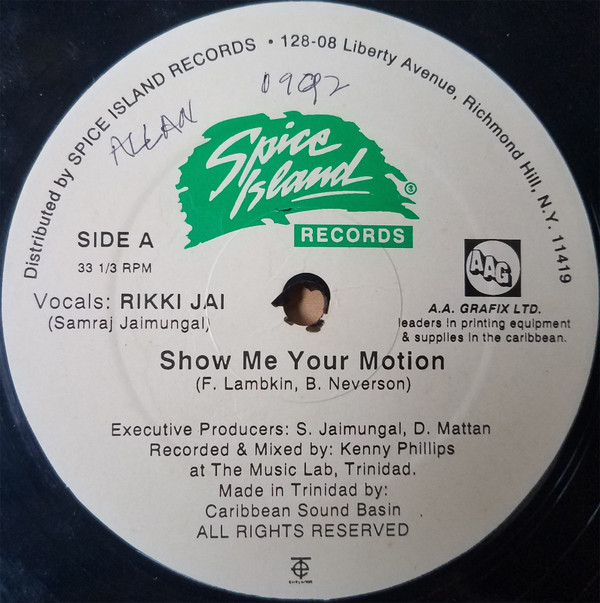 Distributed by SPICE ISLAND RECORDS • 128-08 Liberty Avenue, Richmond Hill, N.Y. 11419
ALLAN 0992
Spice
Island
RECORDS
SIDE A
33 1/3 RPM
Vocals: RIKKI JAI
(Samraj Jaimungal,
AAG
A.A. GRAFIX LTD.
leaders in printing equipment
& supplies in the caribbean.
Show Me Your Motion
(F. Lambkin, B. Neverson)
Executive Producers: S. Jaimungal, D. Mattan
Recorded & Mixed by: Kenny Phillips
at The Music Lab, Trinidad.
Made in Trinidad by:
Caribbean Sound Basin
ALL RIGHTS RESERVED